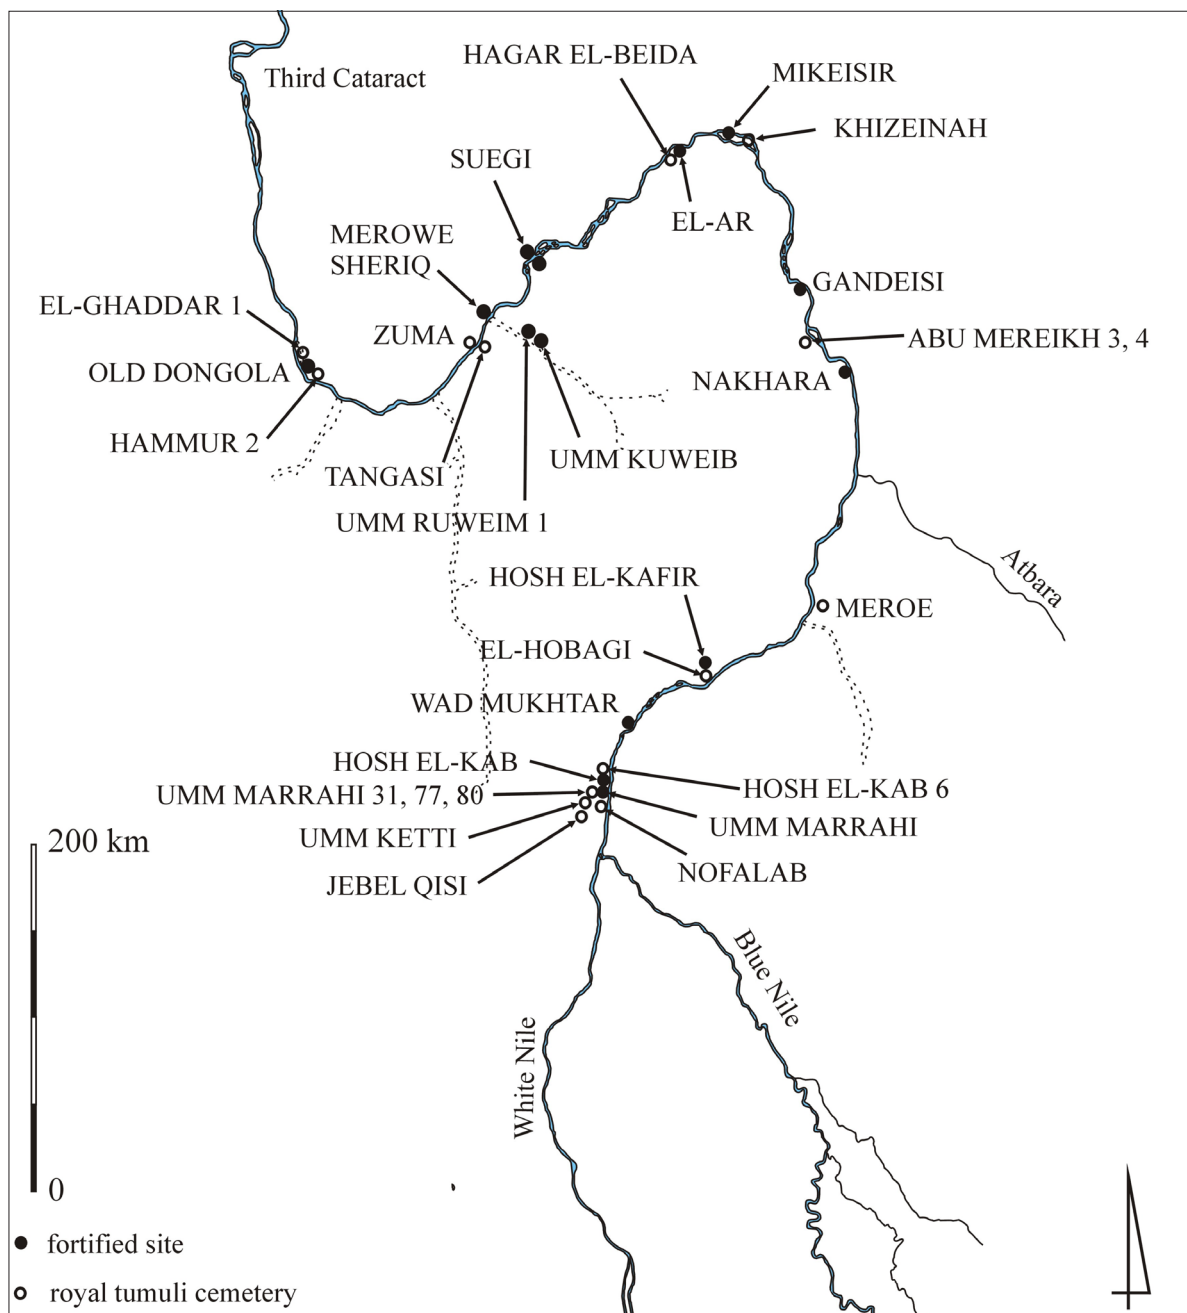 HAGAR EL-BEIDA
MIKEISIR
Third Cataract
KHIZEINAH
SUEGI
EL-AR
MEROWE
SHERIQ
GANDEISI
EL-GHADDAR 1
ZUMA
ABU MEREIKH 3, 4
OLD DONGOLA
NAKHARA
HAMMUR 2
UMM KUWEIB
TANGASI
UMM RUWEIM 1
HOSH EL-KAFIR
Atbara
MEROE
EL-HOBAGI
WAD MUKHTAR
HOSH EL-KAB
HOSH EL-KAB 6
UMM MARRAHI 31, 77, 80
UMM MARRAHI
UMM KETTI
200 km
NOFALAB
JEBEL QISI
Blue Nile
White Nile
0
fortified site
royal tumuli cemetery